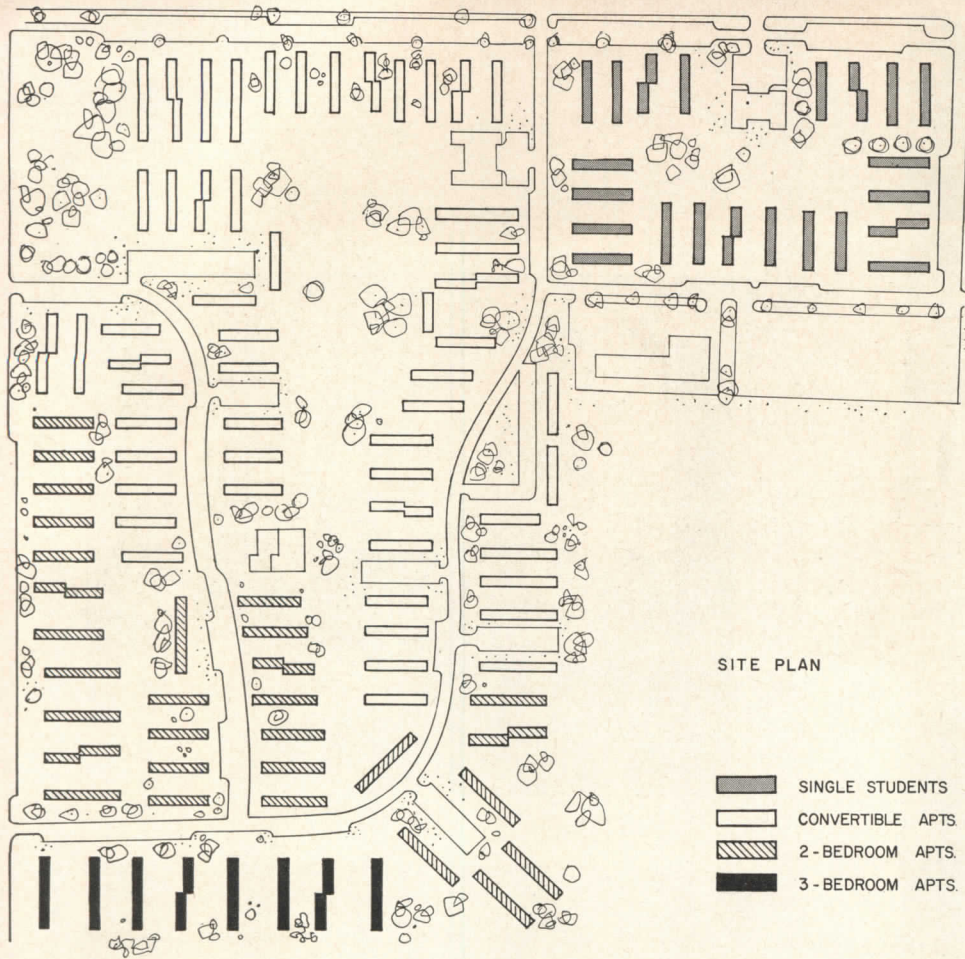 SITE PLAN
SINGLE STUDENTS
CONVERTIBLE APTS.
2-BEDROOM APTS.
3-BEDROOM APTS.